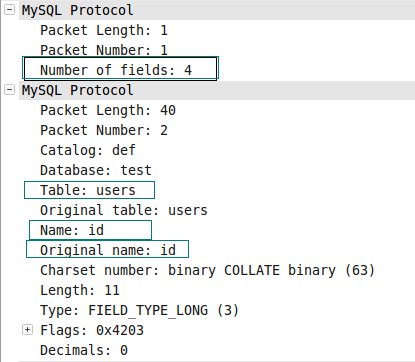 MySQL Protocol
Packet Length: 1
Packet Number: 1
Number of fields: 4
MySQL Protocol
Packet Length: 40
Packet Number: 2
Catalog: def
Database: test
Table: users
Original table: users
Name: id
Original name: id
Charset number: binary COLLATE binary (63)
Length: 11
Type: FIELD_TYPE_LONG (3)
Flags: 0x4203
Decimals: 0